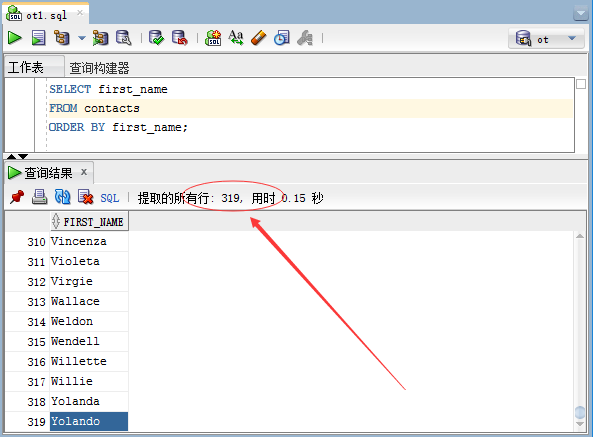 ot1.sql
ot
工作表 查询构建器
SELECT first_name
FROM contacts
ORDER BY first_name;
查询结果 x
SQL 提取的所有行: 319, 用时 0.15 秒
FIRST_NAME
310 Vincenza
311 Violeta
312 Virgie
313 Wallace
314 Weldon
315 Wendell
316 Willette
317 Willie
318 Yolanda
319 Yolando